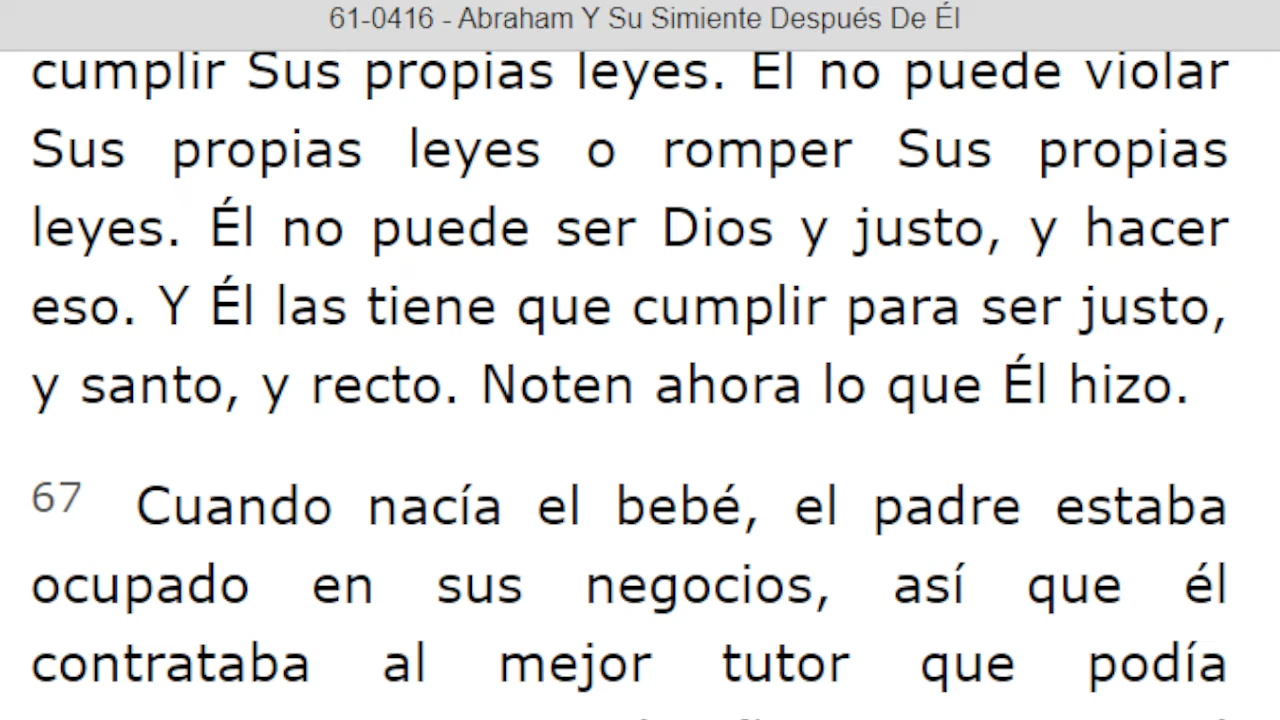 61-0416 - Abraham Y Su Simiente Después De Él
cumplir Sus propias leyes. Él no puede violar
Sus propias leyes o romper Sus propias
leyes. Él no puede ser Dios y justo, y hacer
eso. Y Él las tiene que cumplir para ser justo,
y santo, y recto. Noten ahora lo que Él hizo.
67 Cuando nacía el bebé, el padre estaba
ocupado en sus negocios, así que él
contrataba al mejor tutor que podía